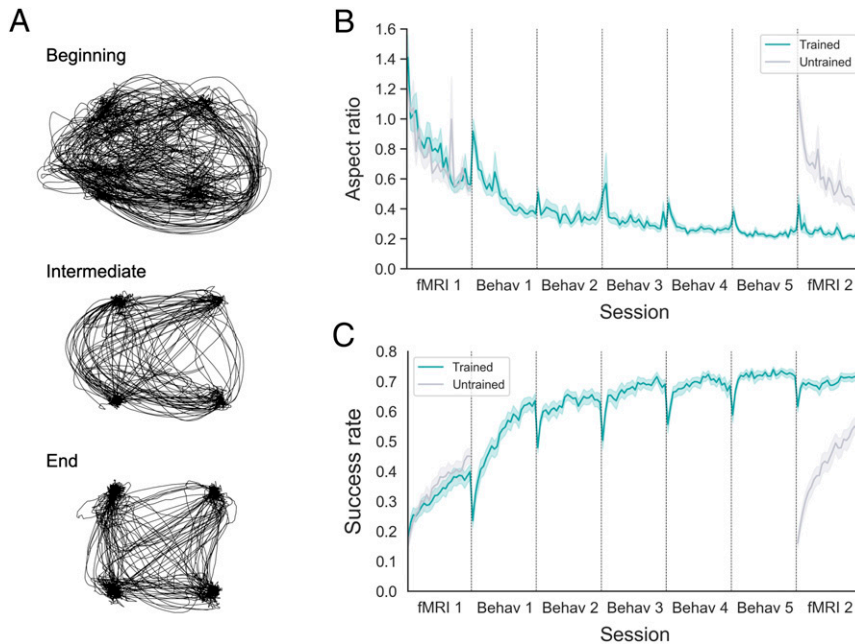 A
Beginning
Intermediate
End
B
1.6
1.4
1.2
1.0
0.8
0.6
0.4
0.2
0.0
Aspect ratio
Trained
Untrained
fMRI 1 Behav 1 Behav 2 Behav 3 Behav 4 Behav 5 fMRI 2
Session
C
0.8
0.7
0.6
0.5
0.4
0.3
0.2
0.1
0.0
Success rate
Trained
Untrained
fMRI 1 Behav 1 Behav 2 Behav 3 Behav 4 Behav 5 fMRI 2
Session